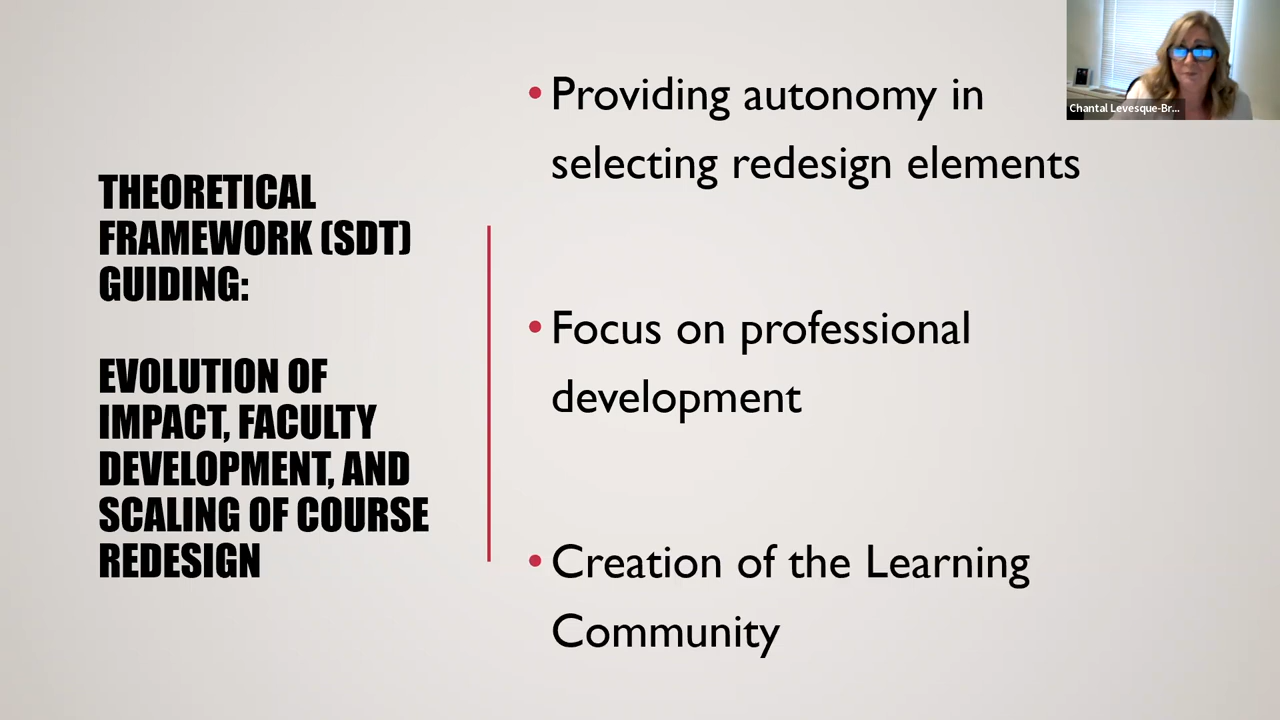 THEORETICAL
FRAMEWORK (SDT)
GUIDING:
EVOLUTION OF
IMPACT, FACULTY
DEVELOPMENT, AND
SCALING OF COURSE
REDESIGN
• Providing autonomy in
selecting redesign elements
• Focus on professional
development
• Creation of the Learning
Community
Chantal Levesque-Br...